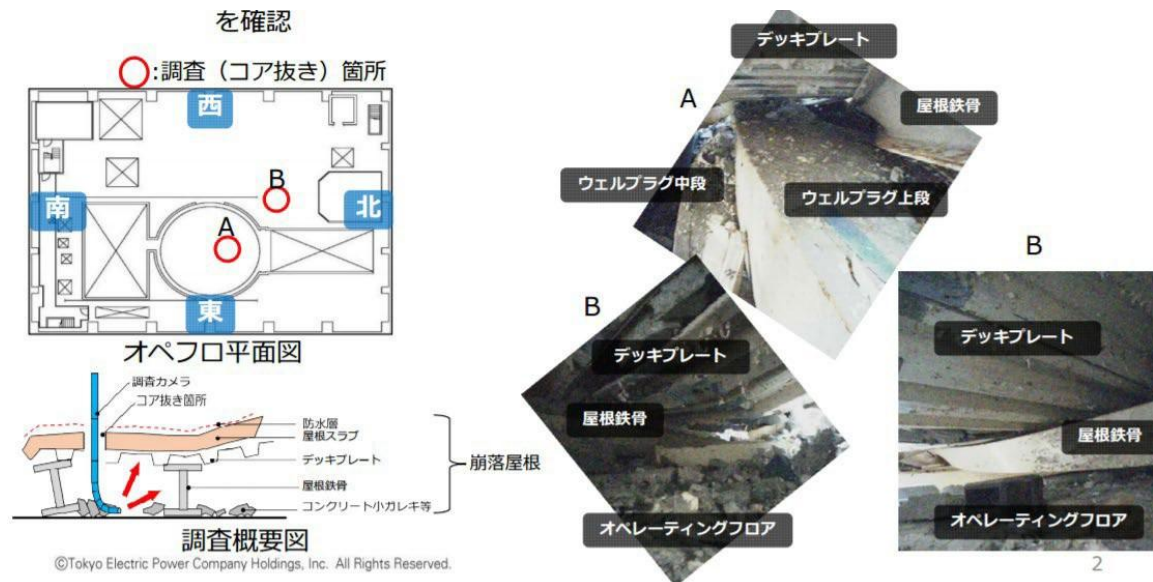 を確認
○:調査（コア抜き）箇所
西
南
北
東
B
A
オペフロ平面図
調査カメラ
コア抜き箇所
防水層
屋根スラブ
デッキプレート
屋根鉄骨
コンクリート小ガレキ等
崩落屋根
調査概要図
©Tokyo Electric Power Company Holdings, Inc. All Rights Reserved.
A
デッキプレート
屋根鉄骨
ウェルプラグ中段
ウェルプラグ上段
B
デッキプレート
屋根鉄骨
オペレーティングフロア
B
デッキプレート
屋根鉄骨
オペレーティングフロア
2